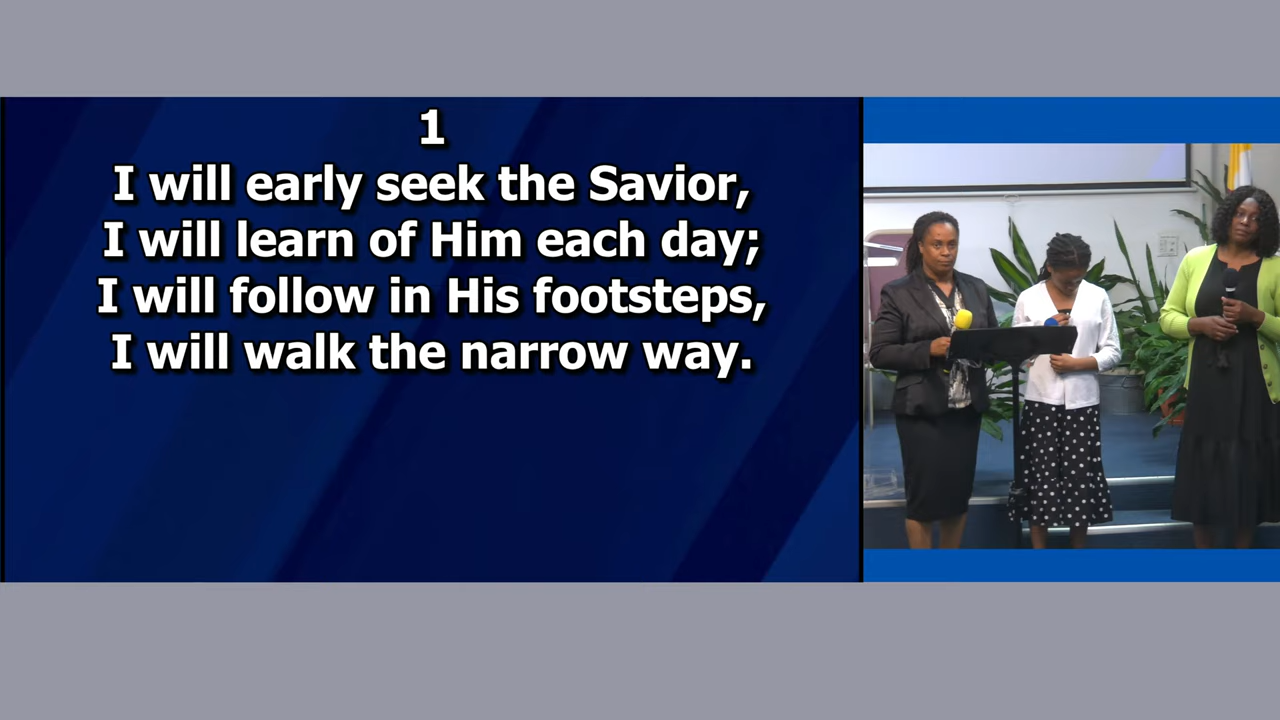 1
I will early seek the Savior,
I will learn of Him each day;
I will follow in His footsteps,
I will walk the narrow way.